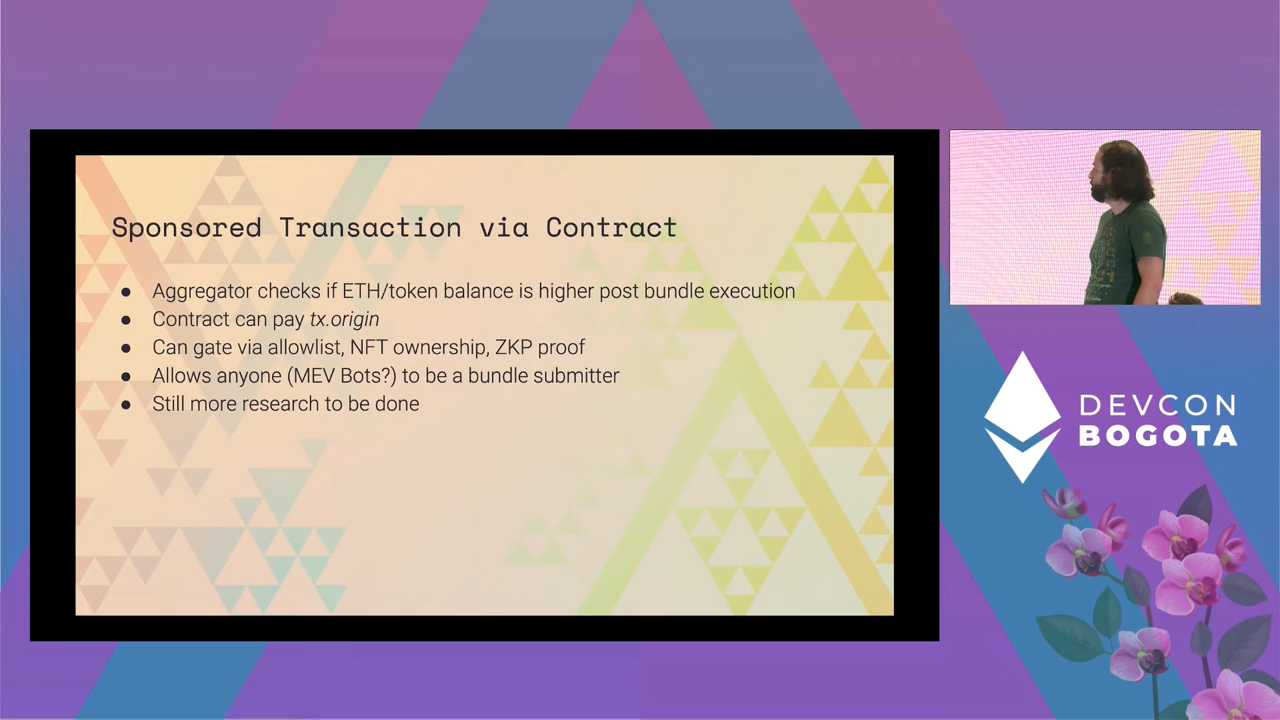 Sponsored Transaction via Contract
● Aggregator checks if ETH/token balance is higher post bundle execution
● Contract can pay tx.origin
● Can gate via allowlist, NFT ownership, ZKP proof
● Allows anyone (MEV Bots?) to be a bundle submitter
● Still more research to be done
DEVCON
BOGOTA